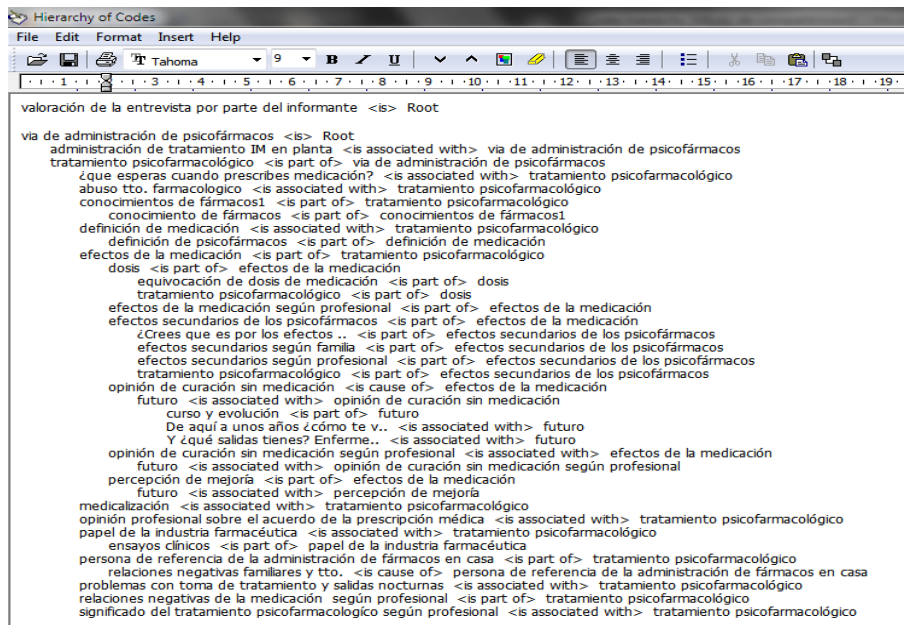 Hierarchy of Codes
File Edit Format Insert Help
Tahoma 9 B I U
1 3 4 5 6 7 8 9 10 11 12 13 14 15 16 17 18 19
valoración de la entrevista por parte del informante <is> Root
via de administración de psicofármacos <is> Root
administración de tratamiento IM en planta <is associated with> via de administración de psicofármacos
tratamiento psicofarmacológico <is part of> via de administración de psicofármacos
¿que esperas cuando prescribes medicación? <is associated with> tratamiento psicofarmacológico
abuso tto. farmacologico <is associated with> tratamiento psicofarmacológico
conocimientos de fármacos1 <is part of> tratamiento psicofarmacológico
conocimiento de fármacos <is part of> conocimientos de fármacos1
definición de medicación <is associated with> tratamiento psicofarmacológico
definición de psicofármacos <is part of> definición de medicación
efectos de la medicación <is part of> tratamiento psicofarmacológico
dosis <is part of> efectos de la medicación
equivocación de dosis de medicación <is part of> dosis
tratamiento psicofarmacológico <is part of> dosis
efectos de la medicación según profesional <is part of> efectos de la medicación
efectos secundarios de los psicofármacos <is part of> efectos de la medicación
¿Crees que es por los efectos .. <is part of> efectos secundarios de los psicofármacos
efectos secundarios según familia <is part of> efectos secundarios de los psicofármacos
efectos secundarios según profesional <is part of> efectos secundarios de los psicofármacos
tratamiento psicofarmacológico <is part of> efectos secundarios de los psicofármacos
opinión de curación sin medicación <is cause of> efectos de la medicación
futuro <is associated with> opinión de curación sin medicación
curso y evolución <is part of> futuro
De aquí a unos años ¿cómo te v.. <is associated with> futuro
Y ¿qué salidas tienes? Enferme.. <is associated with> futuro
opinión de curación sin medicación según profesional <is associated with> efectos de la medicación
futuro <is associated with> opinión de curación sin medicación según profesional
percepción de mejoría <is part of> efectos de la medicación
futuro <is associated with> percepción de mejoría
medicalización <is associated with> tratamiento psicofarmacológico
opinión profesional sobre el acuerdo de la prescripción médica <is associated with> tratamiento psicofarmacológico
papel de la industria farmacéutica <is associated with> tratamiento psicofarmacológico
ensayos clínicos <is part of> papel de la industria farmacéutica
persona de referencia de la administración de fármacos en casa <is part of> tratamiento psicofarmacológico
relaciones negativas familiares y tto. <is cause of> persona de referencia de la administración de fármacos en casa
problemas con toma de tratamiento y salidas nocturnas <is associated with> tratamiento psicofarmacológico
relaciones negativas de la medicación según profesional <is part of> tratamiento psicofarmacológico
significado del tratamiento psicofarmacologíco según profesional <is associated with> tratamiento psicofarmacológico